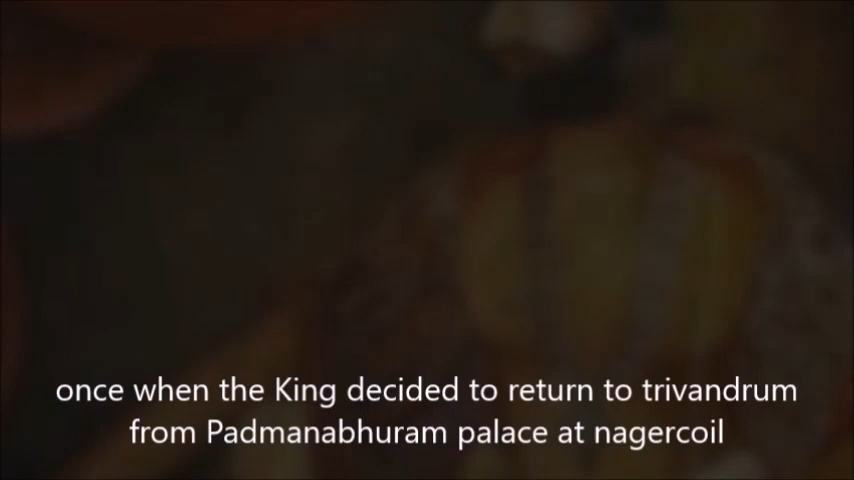 once when the King decided to return to trivandrum
from Padmanabhuram palace at nagercoil